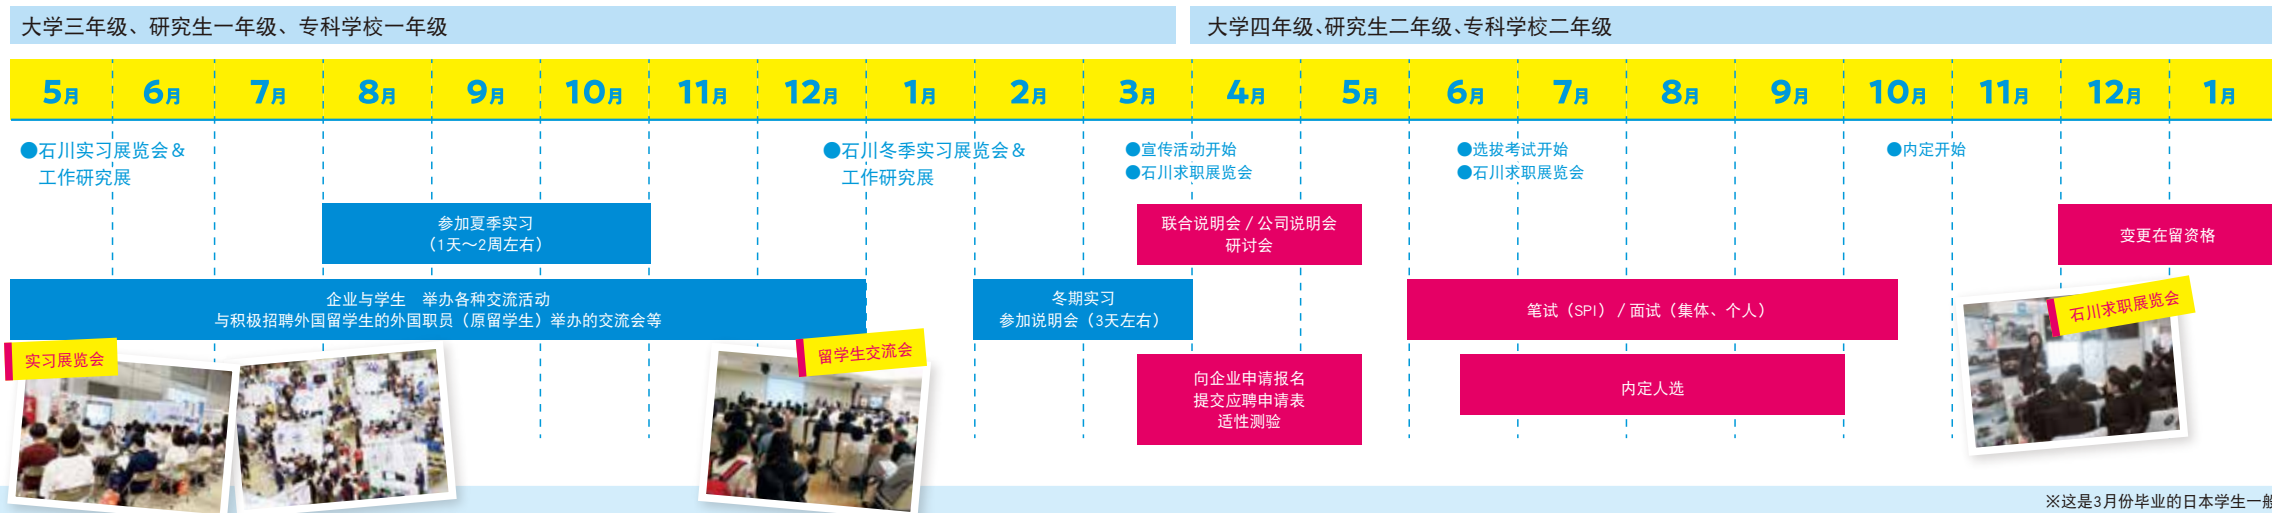 大学三年级、研究生一年级、专科学校一年级
大学四年级、研究生二年级、专科学校二年级
5月 6月 7月 8月 9月 10月 11月 12月 1月 2月 3月 4月 5月 6月 7月 8月 9月 10月 11月 12月 1月
●石川实习展览会＆
工作研究展
●石川冬季实习展览会＆
工作研究展
●宣传活动开始
●石川求职展览会
●选拔考试开始
●石川求职展览会
●内定开始
参加夏季实习
（1天～2周左右）
联合说明会 / 公司说明会
研讨会
变更在留资格
企业与学生　举办各种交流活动
与积极招聘外国留学生的外国职员（原留学生）举办的交流会等
冬期实习
参加说明会（3天左右）
笔试（SPI） / 面试（集体、个人）
石川求职展览会
实习展览会
留学生交流会
向企业申请报名
提交应聘申请表
适性测验
内定人选
※这是3月份毕业的日本学生一般